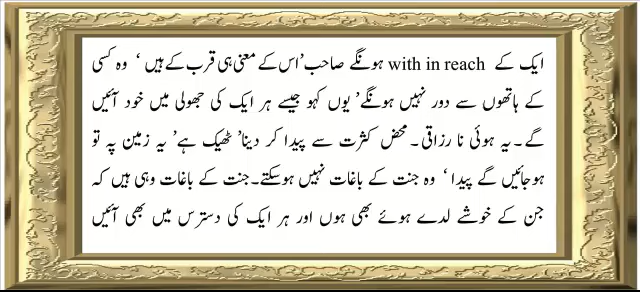 ایک کے with in reach ہونگے صاحب’اس کے معنی ہی قرب کے ہیں ‘ وہ کسی
کے ہاتھوں سے دور نہیں ہونگے’ یوں کہو جیسے ہر ایک کی جھولی میں خود آئیں
گے۔یہ ہوئی نا رزاقی۔ محض کثرت سے پیدا کر دینا’ ٹھیک ہے’ یہ زمین پہ تو
ہوجائیں گے پیدا ‘ وہ جنت کے باغات نہیں ہوسکتے۔جنت کے باغات وہی ہیں کہ
جن کے خوشے لدے ہوئے بھی ہوں اور ہر ایک کی دسترس میں بھی آئیں